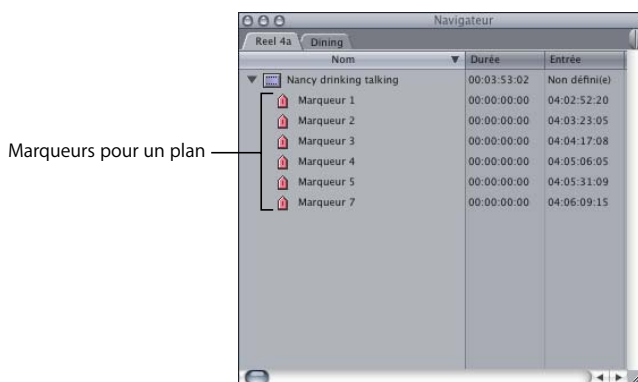 Navigateur
Reel 4a Dining
Nom Durée Entrée
Nancy drinking talking 00:03:53:02 Non défini(e)
Marqueur 1 00:00:00:00 04:02:52:20
Marqueur 2 00:00:00:00 04:03:23:05
Marqueur 3 00:00:00:00 04:04:17:08
Marqueurs pour un plan
Marqueur 4 00:00:00:00 04:05:06:05
Marqueur 5 00:00:00:00 04:05:31:09
Marqueur 7 00:00:00:00 04:06:09:15